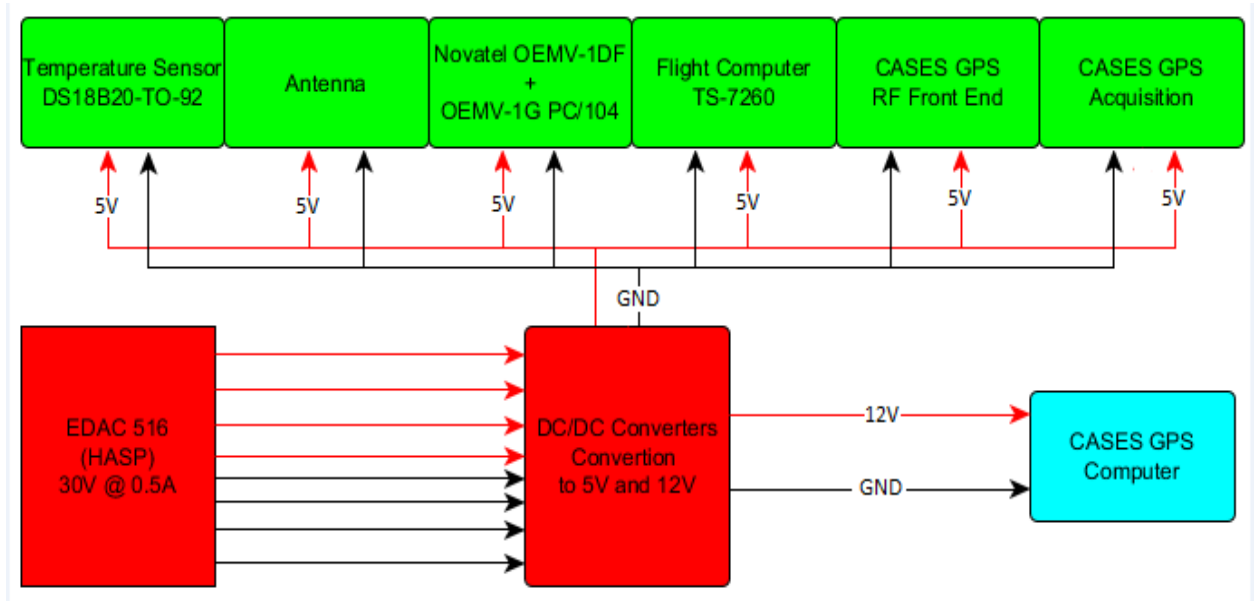 Temperature Sensor
DS18B20-TO-92
Antenna
Novatel OEMV-1DF
+
OEMV-1G PC/104
Flight Computer
TS-7260
CASES GPS
RF Front End
CASES GPS
Acquisition
5V
5V
5V
5V
5V
5V
GND
EDAC 516
(HASP)
30V @ 0.5A
DC/DC Converters
Convertion
to 5V and 12V
12V
GND
CASES GPS
Computer